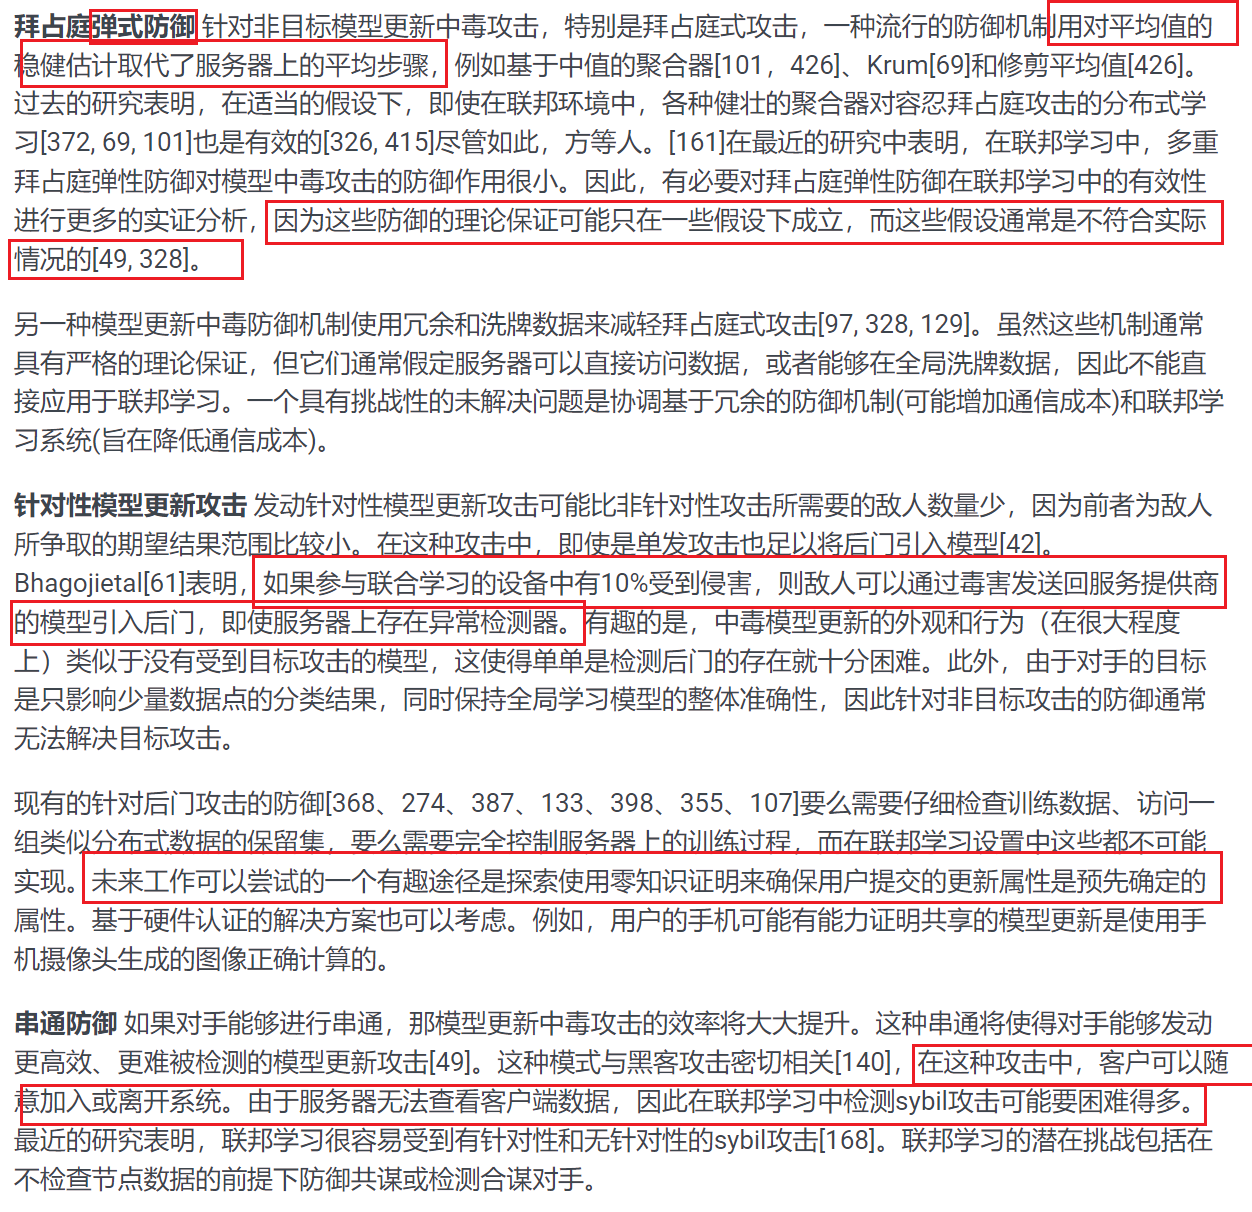 拜占庭弹式防御 针对非目标模型更新中毒攻击，特别是拜占庭式攻击，一种流行的防御机制用对平均值的
稳健估计取代了服务器上的平均步骤，例如基于中值的聚合器[101，426]、Krum[69]和修剪平均值[426]。
过去的研究表明，在适当的假设下，即使在联邦环境中，各种健壮的聚合器对容忍拜占庭攻击的分布式学
习[372, 69, 101]也是有效的[326, 415]尽管如此，方等人。[161]在最近的研究中表明，在联邦学习中，多重
拜占庭弹性防御对模型中毒攻击的防御作用很小。因此，有必要对拜占庭弹性防御在联邦学习中的有效性
进行更多的实证分析，因为这些防御的理论保证可能只在一些假设下成立，而这些假设通常是不符合实际
情况的[49, 328]。
另一种模型更新中毒防御机制使用冗余和洗牌数据来减轻拜占庭式攻击[97, 328, 129]。虽然这些机制通常
具有严格的理论保证，但它们通常假定服务器可以直接访问数据，或者能够在全局洗牌数据，因此不能直
接应用于联邦学习。一个具有挑战性的未解决问题是协调基于冗余的防御机制(可能增加通信成本)和联邦学
习系统(旨在降低通信成本)。
针对性模型更新攻击 发动针对性模型更新攻击可能比非针对性攻击所需要的敌人数量少，因为前者为敌人
所争取的期望结果范围比较小。在这种攻击中，即使是单发攻击也足以将后门引入模型[42]。
Bhagojietal[61]表明，如果参与联合学习的设备中有10%受到侵害，则敌人可以通过毒害发送回服务提供商
的模型引入后门，即使服务器上存在异常检测器。有趣的是，中毒模型更新的外观和行为（在很大程度
上）类似于没有受到目标攻击的模型，这使得单单是检测后门的存在就十分困难。此外，由于对手的目标
是只影响少量数据点的分类结果，同时保持全局学习模型的整体准确性，因此针对非目标攻击的防御通常
无法解决目标攻击。
现有的针对后门攻击的防御[368、274、387、133、398、355、107]要么需要仔细检查训练数据、访问一
组类似分布式数据的保留集，要么需要完全控制服务器上的训练过程，而在联邦学习设置中这些都不可能
实现。未来工作可以尝试的一个有趣途径是探索使用零知识证明来确保用户提交的更新属性是预先确定的
属性。基于硬件认证的解决方案也可以考虑。例如，用户的手机可能有能力证明共享的模型更新是使用手
机摄像头生成的图像正确计算的。
串通防御 如果对手能够进行串通，那模型更新中毒攻击的效率将大大提升。这种串通将使得对手能够发动
更高效、更难被检测的模型更新攻击[49]。这种模式与黑客攻击密切相关[140]，在这种攻击中，客户可以随
意加入或离开系统。由于服务器无法查看客户端数据，因此在联邦学习中检测sybil攻击可能要困难得多。
最近的研究表明，联邦学习很容易受到有针对性和无针对性的sybil攻击[168]。联邦学习的潜在挑战包括在
不检查节点数据的前提下防御共谋或检测合谋对手。